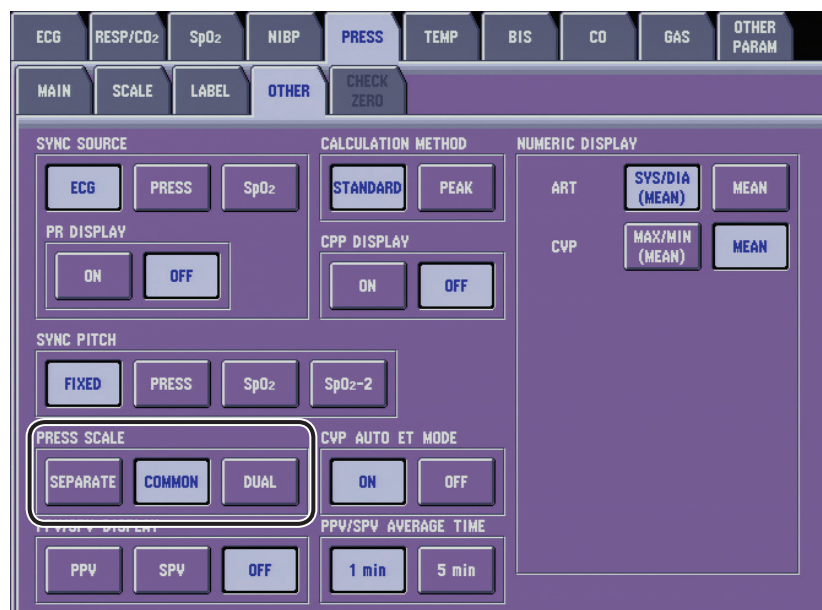 ECG RESP/CO2 SpO2 NIBP PRESS TEMP BIS CO GAS OTHER PARAM
MAIN SCALE LABEL OTHER CHECK ZERO
SYNC SOURCE
ECG PRESS SpO2
PR DISPLAY
ON OFF
CALCULATION METHOD
STANDARD PEAK
CPP DISPLAY
ON OFF
NUMERIC DISPLAY
ART SYS/DIA (MEAN) MEAN
CVP MAX/MIN (MEAN) MEAN
SYNC PITCH
FIXED PRESS SpO2 SpO2-2
PRESS SCALE
SEPARATE COMMON DUAL
CVP AUTO ET MODE
ON OFF
PPV/SPV DISPLAY
PPV SPV OFF
PPV/SPV AVERAGE TIME
1 min 5 min